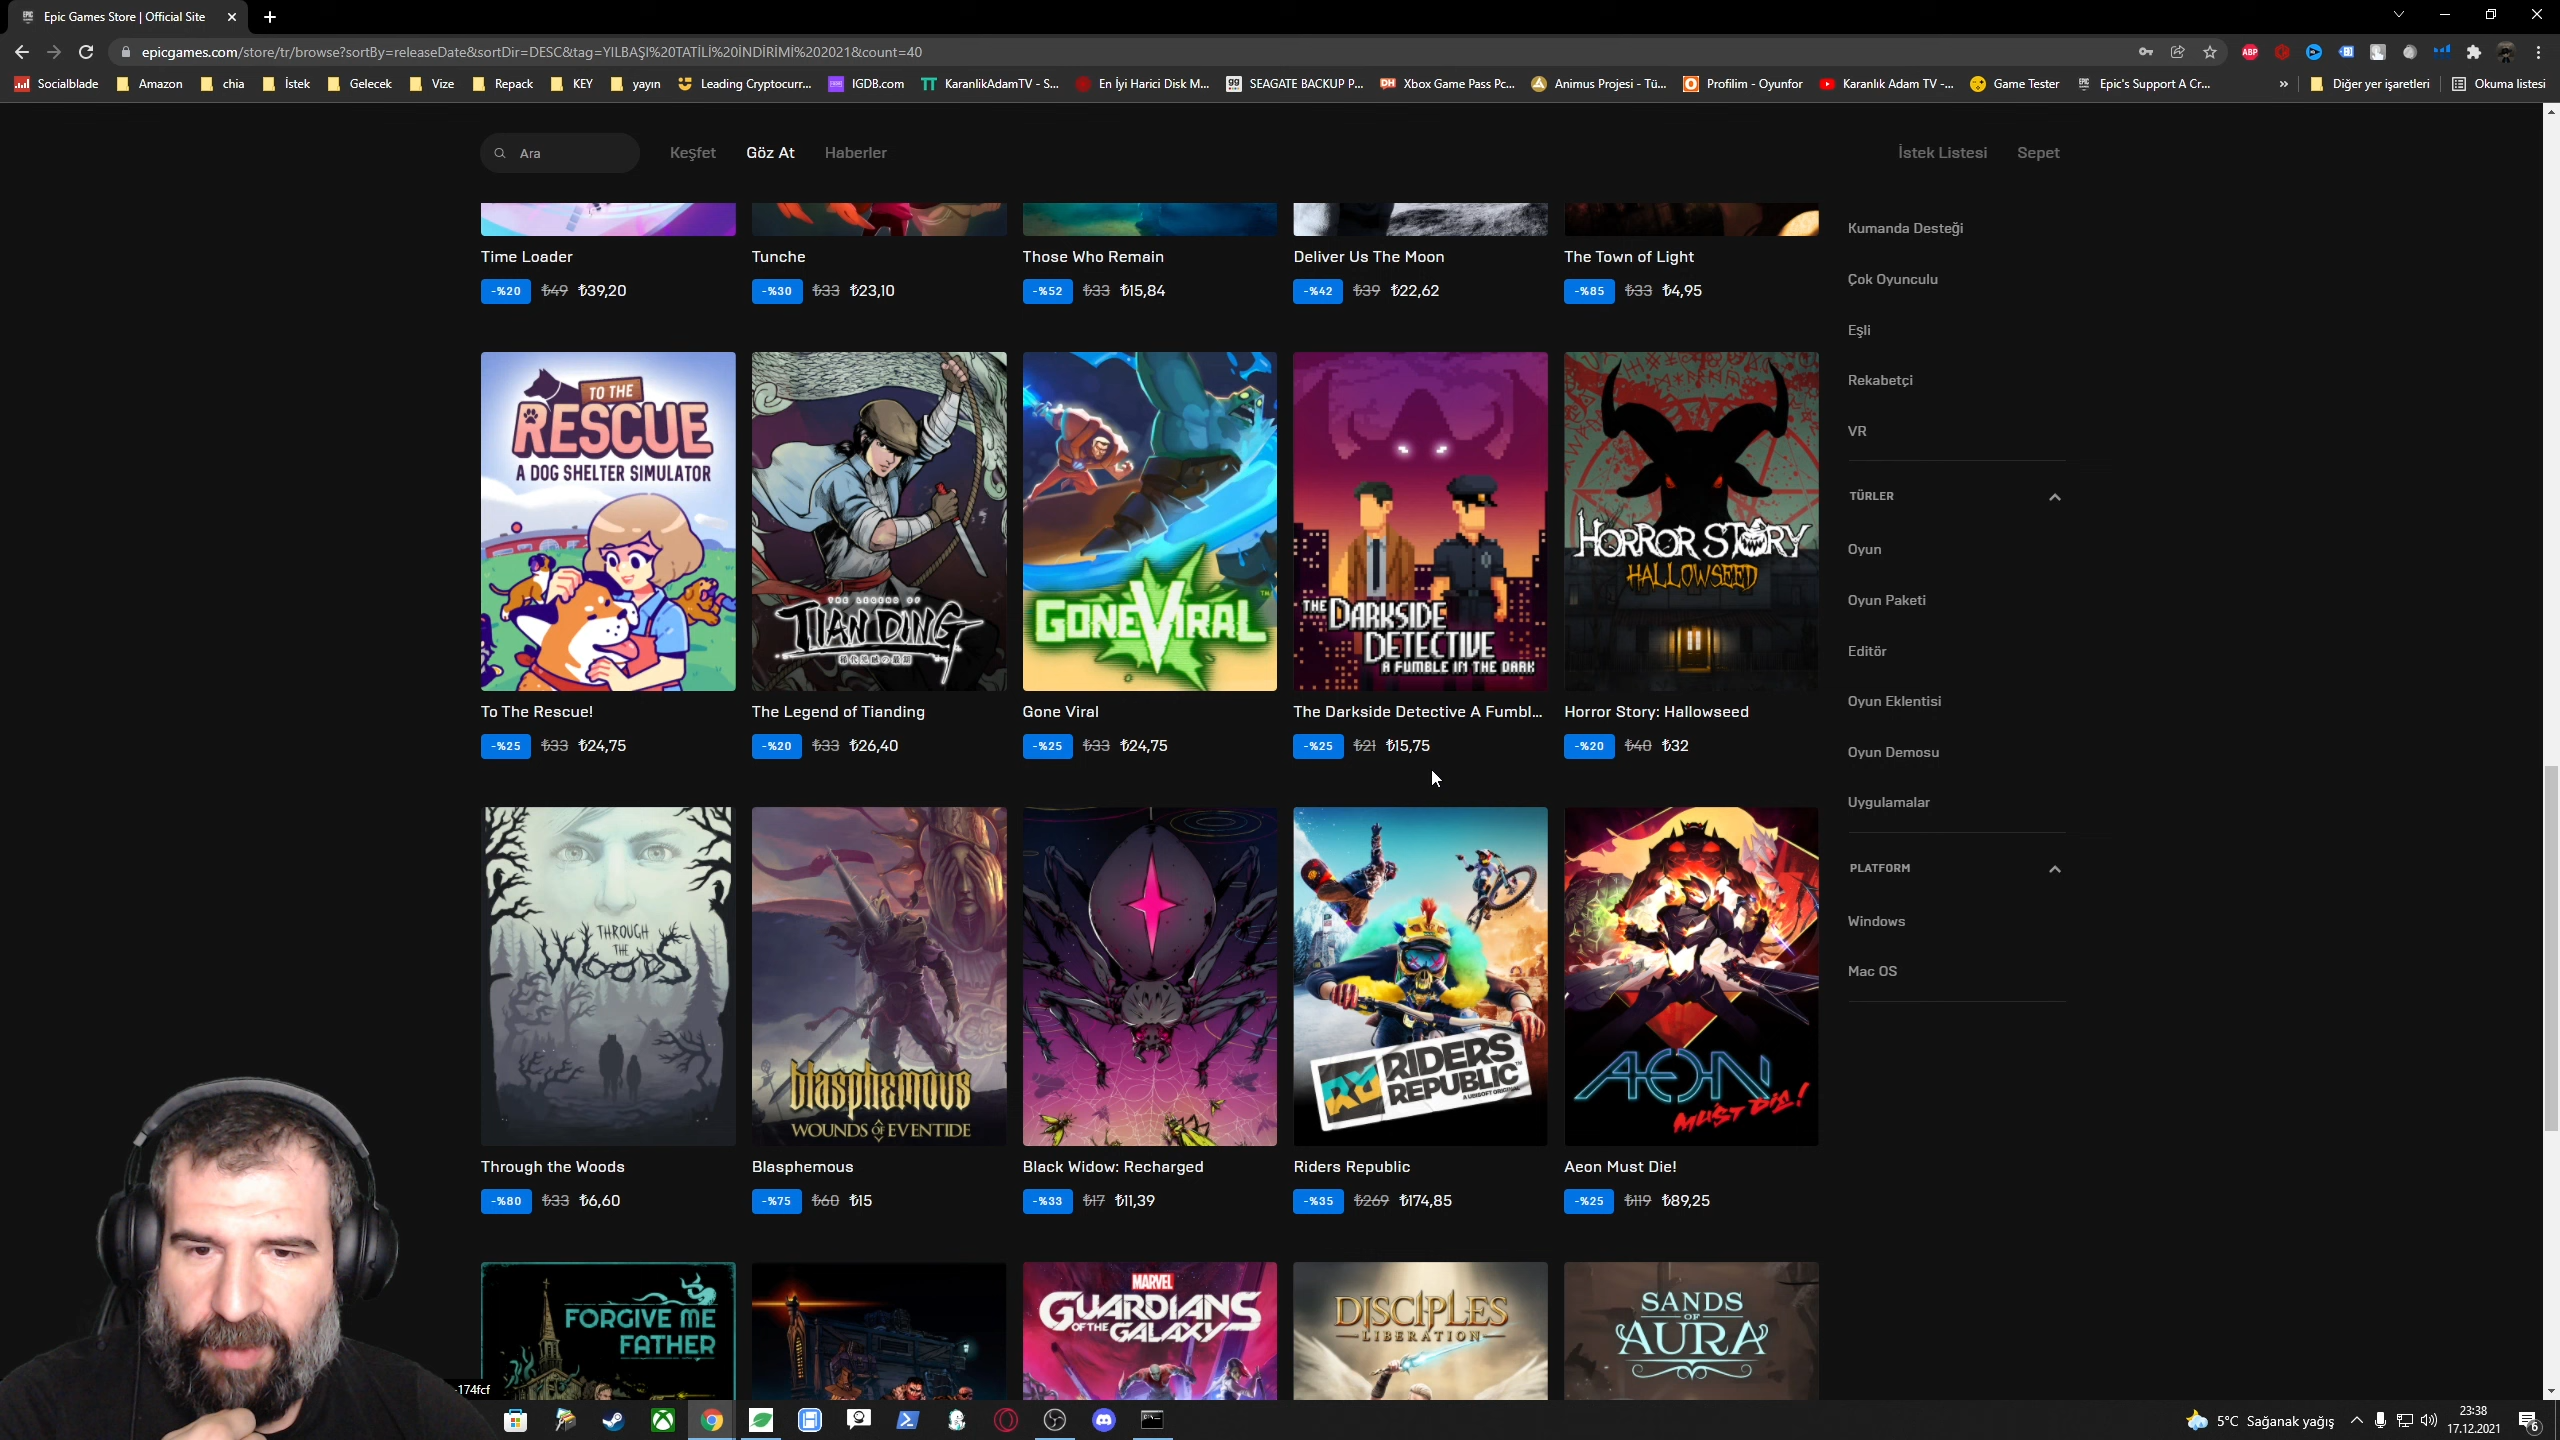 Epic Games Store | Official Site
epicgames.com/store/tr/browse?sortBy=releaseDate&sortDir=DESC&tag=YILBAŞI%20TATİLİ%20İNDİRİMİ%202021&count=40
ABP
Socialblade Amazon chia İstek Gelecek Vize Repack KEY yayın Leading Cryptocurr... IGDB.com KaranlikAdamTV - S... En İyi Harici Disk M... SEAGATE BACKUP P... Xbox Game Pass Pc... Animus Projesi - Tü... Profilim - Oyunfor Karanlık Adam TV -... Game Tester Epic's Support A Cr... » Diğer yer işaretleri Okuma listesi
Ara Keşfet Göz At Haberler İstek Listesi Sepet
Time Loader Tunche Those Who Remain Deliver Us The Moon The Town of Light
-%20 ₺49 ₺39,20 -%30 ₺33 ₺23,10 -%52 ₺33 ₺15,84 -%42 ₺39 ₺22,62 -%85 ₺33 ₺4,95
Kumanda Desteği
Çok Oyunculu
Eşli
Rekabetçi
VR
TÜRLER
Oyun
Oyun Paketi
Editör
Oyun Eklentisi
Oyun Demosu
Uygulamalar
PLATFORM
Windows
Mac OS
TO THE
RESCUE
A DOG SHELTER SIMULATOR
THE LEGEND OF
TIANDING
GONE VIRAL
THE DARKSIDE
DETECTIVE
A FUMBLE IN THE DARK
HORROR STORY
HALLOWSEED
To The Rescue! The Legend of Tianding Gone Viral The Darkside Detective A Fumbl... Horror Story: Hallowseed
-%25 ₺33 ₺24,75 -%20 ₺33 ₺26,40 -%25 ₺33 ₺24,75 -%25 ₺21 ₺15,75 -%20 ₺40 ₺32
THROUGH
THE
WOODS
blasphemous
WOUNDS OF EVENTIDE
RIDERS
REPUBLIC
A UBISOFT ORIGINAL
AEON
MUST DIE!
Through the Woods Blasphemous Black Widow: Recharged Riders Republic Aeon Must Die!
-%80 ₺33 ₺6,60 -%75 ₺60 ₺15 -%33 ₺17 ₺11,39 -%35 ₺269 ₺174,85 -%25 ₺119 ₺89,25
FORGIVE ME
FATHER
MARVEL
GUARDIANS
OF THE GALAXY
DISCIPLES
LIBERATION
SANDS
OF
AURA
-174fcf
5°C Sağanak yağış
23:38
17.12.2021
6